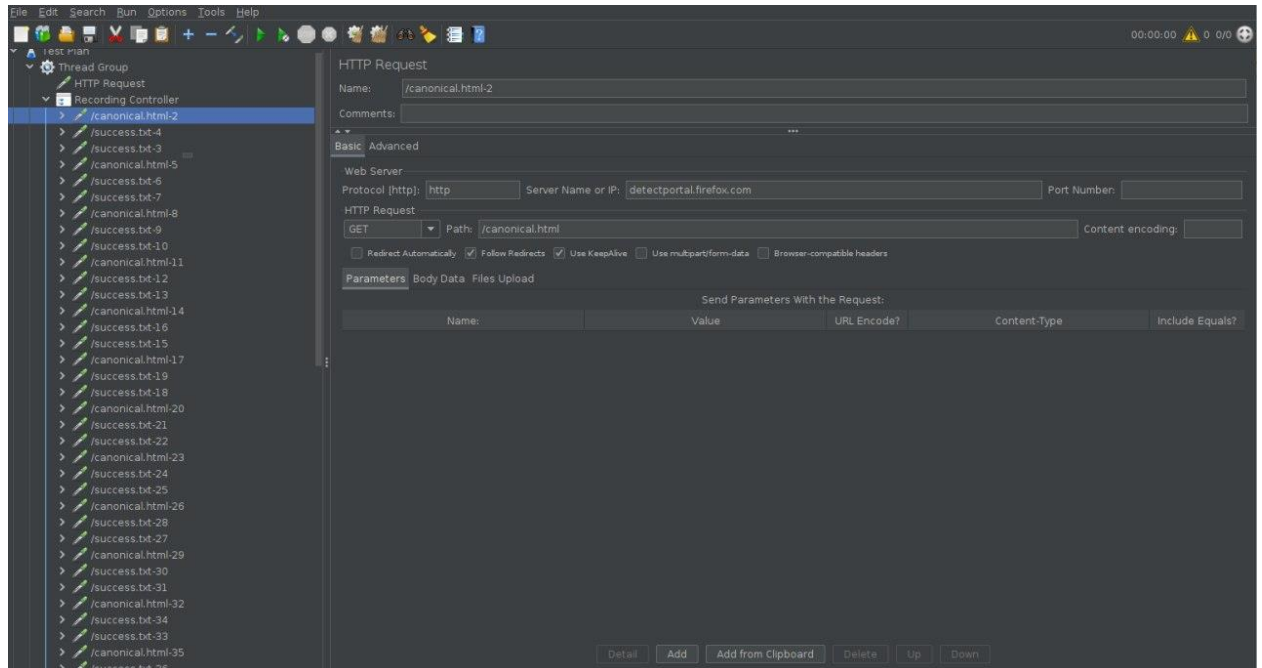 File Edit Search Run Options Tools Help
00:00:00 0 0/0
Test Plan
Thread Group
HTTP Request
Recording Controller
/canonical.html-2
/success.txt-4
/success.txt-3
/canonical.html-5
/success.txt-6
/success.txt-7
/canonical.html-8
/success.txt-9
/success.txt-10
/canonical.html-11
/success.txt-12
/success.txt-13
/canonical.html-14
/success.txt-16
/success.txt-15
/canonical.html-17
/success.txt-19
/success.txt-18
/canonical.html-20
/success.txt-21
/success.txt-22
/canonical.html-23
/success.txt-24
/success.txt-25
/canonical.html-26
/success.txt-28
/success.txt-27
/canonical.html-29
/success.txt-30
/success.txt-31
/canonical.html-32
/success.txt-34
/success.txt-33
/canonical.html-35
HTTP Request
Name: /canonical.html-2
Comments:
Basic Advanced
Web Server
Protocol [http]: http Server Name or IP: detectportal.firefox.com Port Number:
HTTP Request
GET Path: /canonical.html Content encoding:
Redirect Automatically Follow Redirects Use KeepAlive Use multipart/form-data Browser-compatible headers
Parameters Body Data Files Upload
Send Parameters With the Request:
Name: Value URL Encode? Content-Type Include Equals?
Detail Add Add from Clipboard Delete Up Down